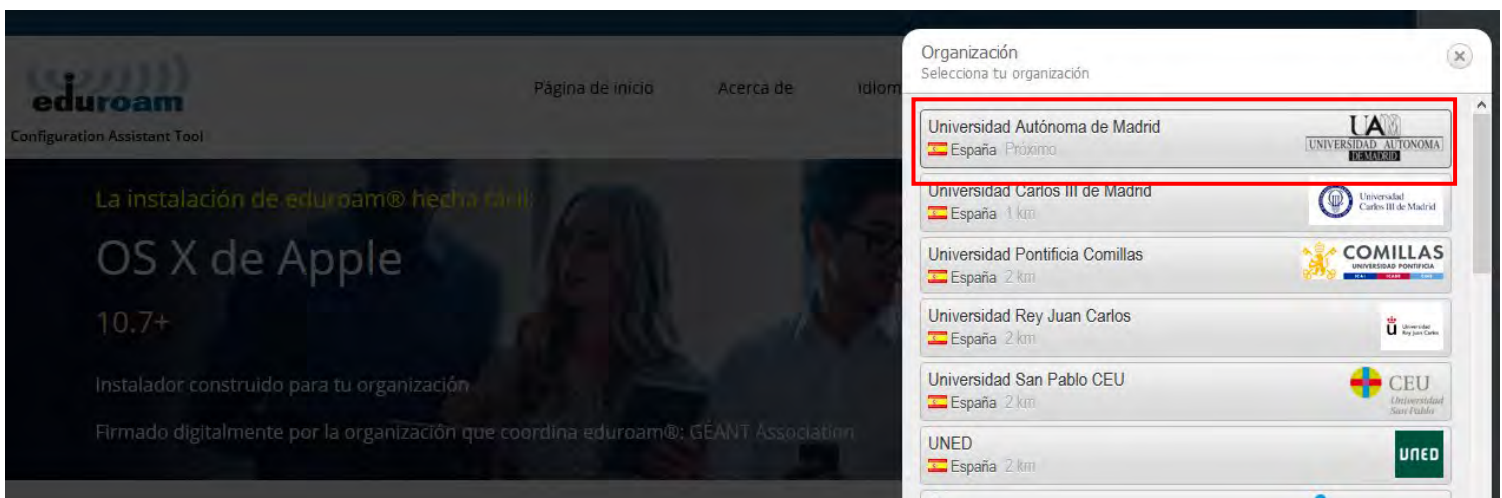 eduroam
Configuration Assistant Tool
Página de inicio
Acerca de
Idiom
La instalación de eduroam® hecha fácil:
OS X de Apple
10.7+
Instalador construido para tu organización
Firmado digitalmente por la organización que coordina eduroam®: GÉANT Association
Organización
Selecciona tu organización
Universidad Autónoma de Madrid
España Próximo
UAM
UNIVERSIDAD AUTONOMA
DE MADRID
Universidad Carlos III de Madrid
España 1 km
Universidad
Carlos III de Madrid
Universidad Pontificia Comillas
España 2 km
COMILLAS
UNIVERSIDAD PONTIFICIA
Universidad Rey Juan Carlos
España 2 km
Universidad
Rey Juan Carlos
Universidad San Pablo CEU
España 2 km
CEU
Universidad
San Pablo
UNED
España 2 km
UNED